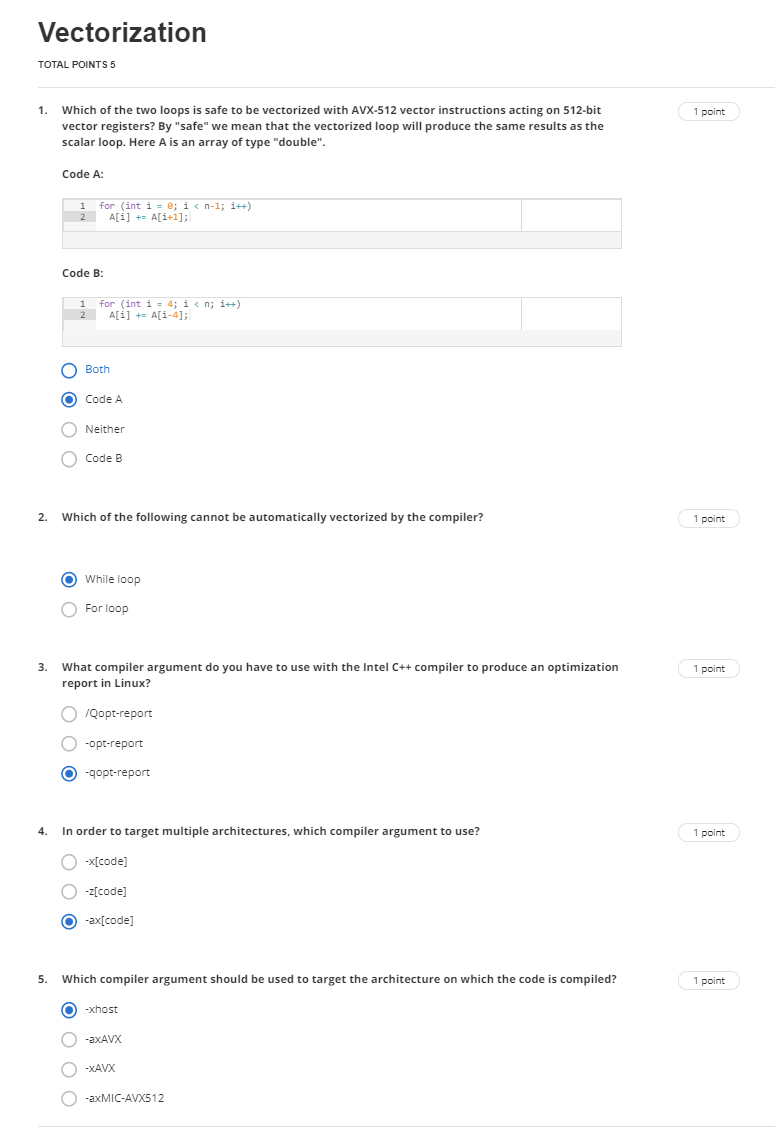 Vectorization
TOTAL POINTS 5
1. Which of the two loops is safe to be vectorized with AVX-512 vector instructions acting on 512-bit
vector registers? By "safe" we mean that the vectorized loop will produce the same results as the
scalar loop. Here A is an array of type "double".
1 point
Code A:
1 for (int i = 0; i < n-1; i++)
2 A[i] += A[i+1];
Code B:
1 for (int i = 4; i < n; i++)
2 A[i] += A[i-4];
Both
Code A
Neither
Code B
2. Which of the following cannot be automatically vectorized by the compiler?
1 point
While loop
For loop
3. What compiler argument do you have to use with the Intel C++ compiler to produce an optimization
report in Linux?
1 point
/Qopt-report
-opt-report
-qopt-report
4. In order to target multiple architectures, which compiler argument to use?
1 point
-x[code]
-z[code]
-ax[code]
5. Which compiler argument should be used to target the architecture on which the code is compiled?
1 point
-xhost
-axAVX
-xAVX
-axMIC-AVX512